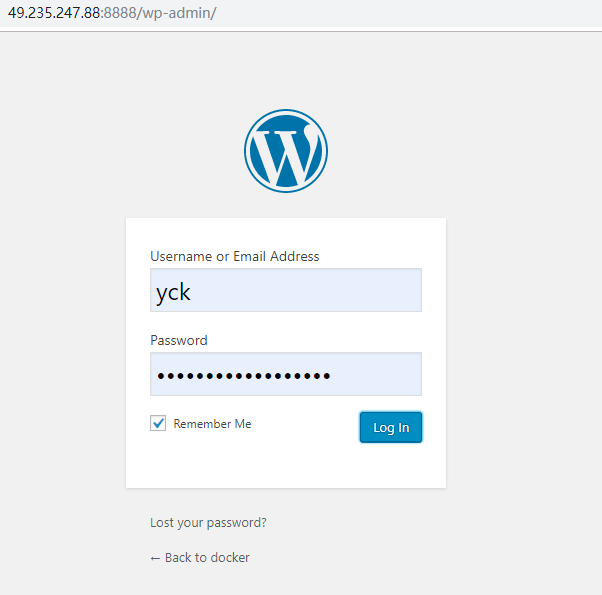 49.235.247.88:8888/wp-admin/
Username or Email Address
yck
Password
••••••••••••••••••
Remember Me
Log In
Lost your password?
← Back to docker